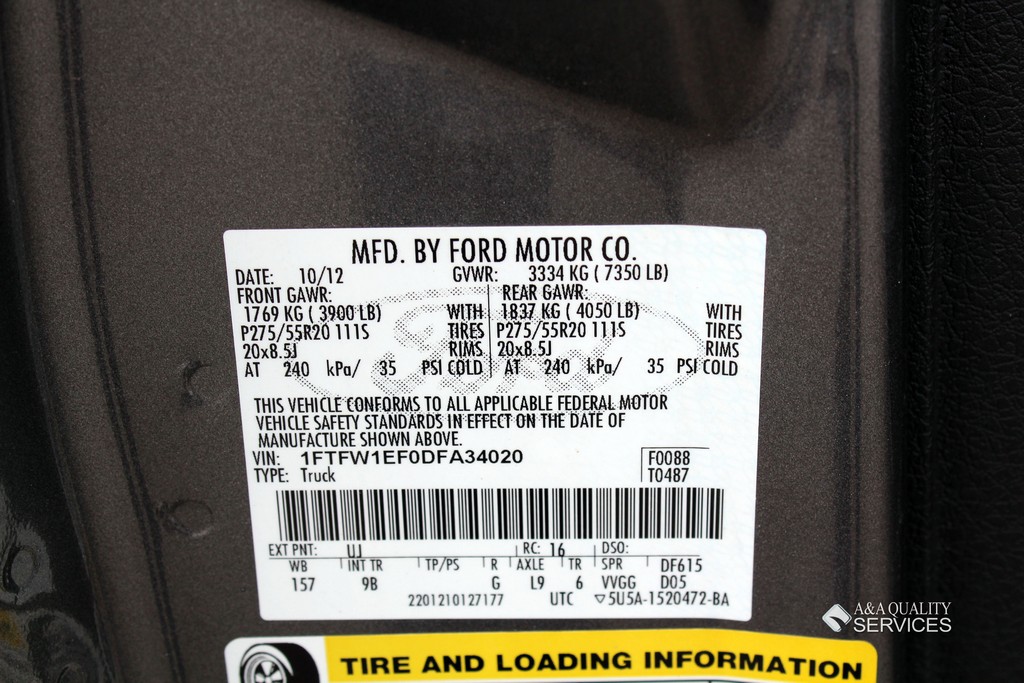 MFD. BY FORD MOTOR CO.
DATE: 10/12 GVWR: 3334 KG ( 7350 LB)
FRONT GAWR: REAR GAWR:
1769 KG ( 3900 LB) WITH 1837 KG ( 4050 LB) WITH
P275/55R20 111S TIRES P275/55R20 111S TIRES
20x8.5J RIMS 20x8.5J RIMS
AT 240 kPa/ 35 PSI COLD AT 240 kPa/ 35 PSI COLD
Ford
THIS VEHICLE CONFORMS TO ALL APPLICABLE FEDERAL MOTOR
VEHICLE SAFETY STANDARDS IN EFFECT ON THE DATE OF
MANUFACTURE SHOWN ABOVE.
VIN: 1FTFW1EF0DFA34020 F0088
TYPE: Truck T0487
EXT PNT: UJ RC: 16 DSO:
WB INT TR TP/PS R AXLE TR SPR DF615
157 9B G L9 6 VVGG D05
2201210127177 UTC ▽5U5A-1520472-BA
A&A QUALITY
SERVICES
TIRE AND LOADING INFORMATION